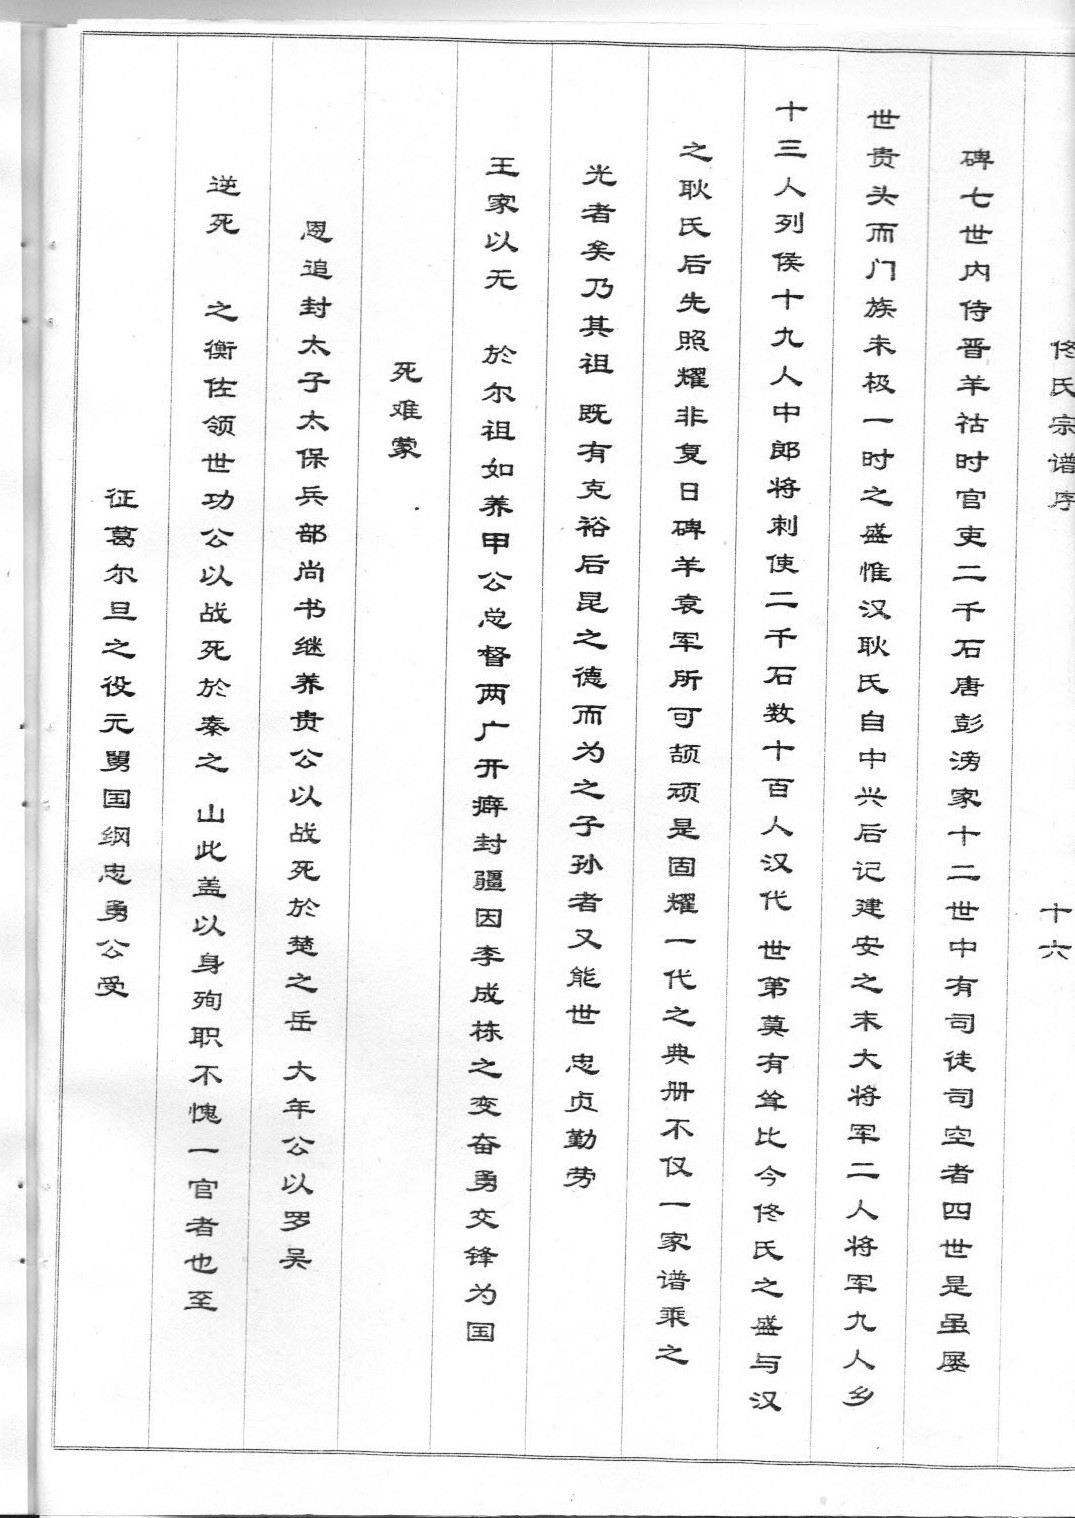 佟氏宗谱序 十六
碑七世内侍晋羊祜时官吏二千石唐彭滂家十二世中有司徒司空者四世是虽屡
世贵头而门族未极一时之盛惟汉耿氏自中兴后记建安之末大将军二人将军九人乡
十三人列侯十九人中郎将刺使二千石数十百人汉代 世第莫有耸比今佟氏之盛与汉
之耿氏后先照耀非复日碑羊袁军所可颉顽是固耀一代之典册不仅一家谱乘之
光者矣乃其祖 既有克裕后昆之德而为之子孙者又能世 忠贞勤劳
王家以无 於尔祖如养甲公总督两广开癖封疆因李成栋之变奋勇交锋为国
死难蒙
恩追封太子太保兵部尚书继养贵公以战死於楚之岳 大年公以罗吴
逆死 之衡佐领世功公以战死於秦之 山此盖以身殉职不愧一官者也至
征葛尔旦之役元舅国纲忠勇公受